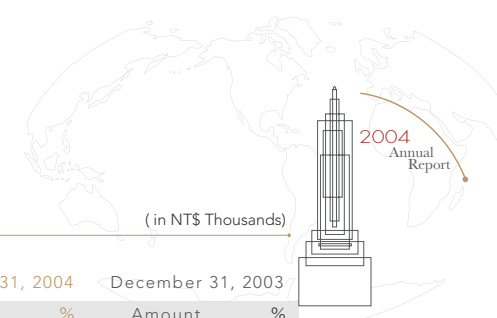 2004
Annual
Report
( in NT$ Thousands)
31, 2004 December 31, 2003
% Amount %